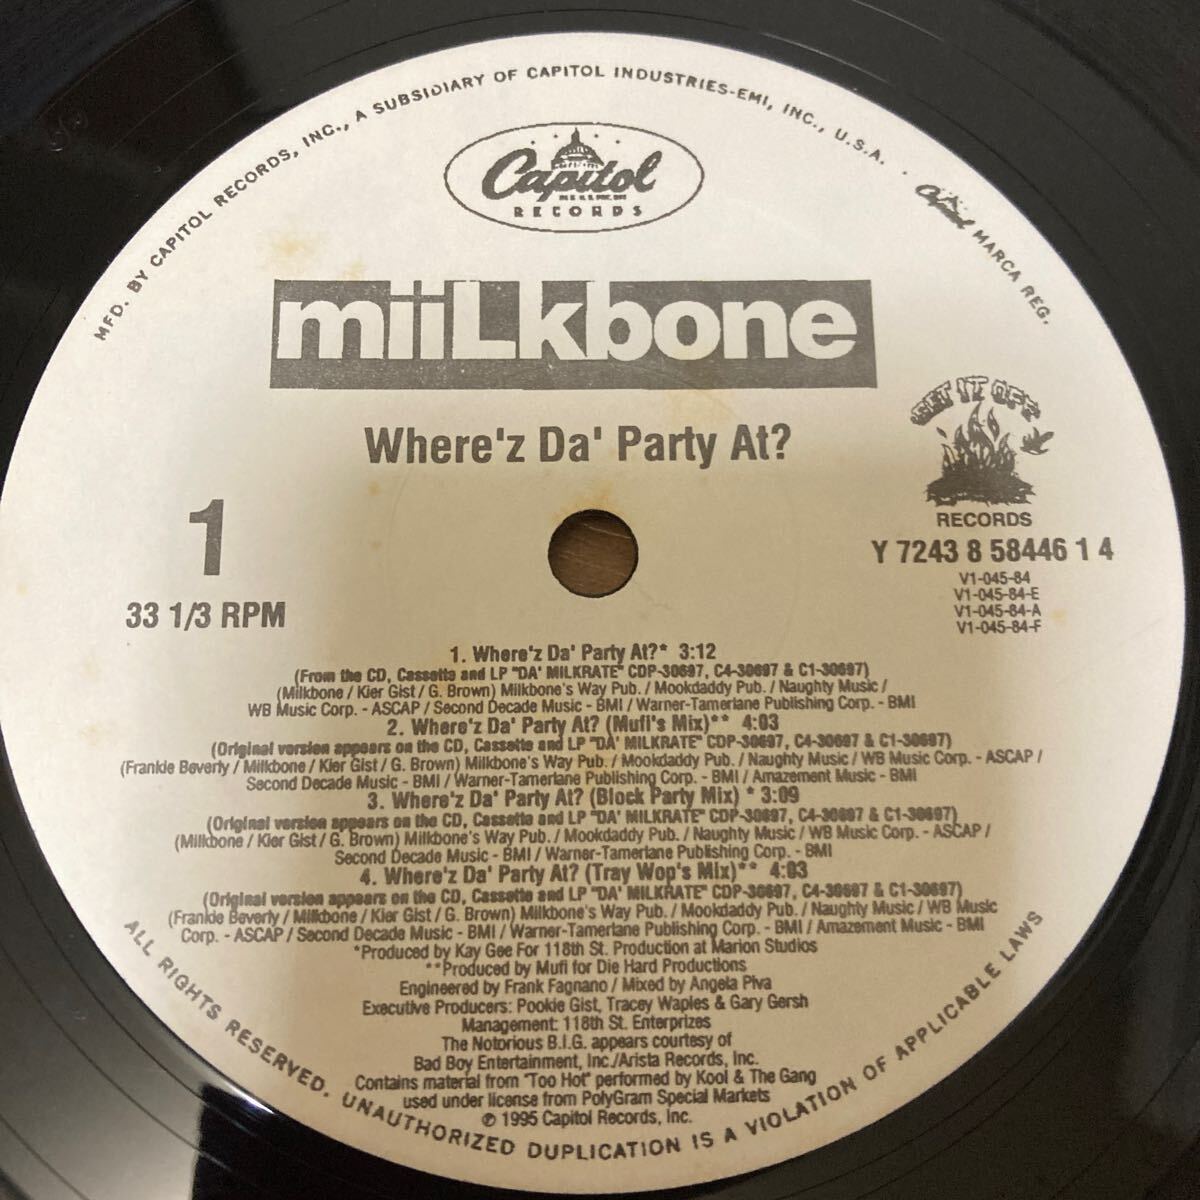 MFD. BY CAPITOL RECORDS, INC., A SUBSIDIARY OF CAPITOL INDUSTRIES-EMI, INC., U.S.A. · Capitol MARCA REG.
Capitol
RECORDS
miiLkbone
Where'z Da' Party At?
GET IT OFF
RECORDS
1
33 1/3 RPM
Y 7243 8 58446 1 4
V1-045-84
V1-045-84-E
V1-045-84-A
V1-045-84-F
1. Where'z Da' Party At?* 3:12
(From the CD, Cassette and LP "DA' MILKRATE" CDP-30697, C4-30697 & C1-30697)
(Milkbone / Kier Gist / G. Brown) Milkbone's Way Pub. / Mookdaddy Pub. / Naughty Music /
WB Music Corp. - ASCAP / Second Decade Music - BMI / Warner-Tamerlane Publishing Corp. - BMI
2. Where'z Da' Party At? (Mufi's Mix)** 4:03
(Original version appears on the CD, Cassette and LP "DA' MILKRATE" CDP-30697, C4-30697 & C1-30697)
(Frankie Beverly / Milkbone / Kier Gist / G. Brown) Milkbone's Way Pub. / Mookdaddy Pub. / Naughty Music / WB Music Corp. - ASCAP /
Second Decade Music - BMI / Warner-Tamerlane Publishing Corp. - BMI / Amazement Music - BMI
3. Where'z Da' Party At? (Block Party Mix) * 3:09
(Original version appears on the CD, Cassette and LP "DA' MILKRATE" CDP-30697, C4-30697 & C1-30697)
(Milkbone / Kier Gist / G. Brown) Milkbone's Way Pub. / Mookdaddy Pub. / Naughty Music / WB Music Corp. - ASCAP /
Second Decade Music - BMI / Warner-Tamerlane Publishing Corp. - BMI
4. Where'z Da' Party At? (Tray Wop's Mix)** 4:03
(Original version appears on the CD, Cassette and LP "DA' MILKRATE" CDP-30697, C4-30697 & C1-30697)
(Frankie Beverly / Milkbone / Kier Gist / G. Brown) Milkbone's Way Pub. / Mookdaddy Pub. / Naughty Music / WB Music
Corp. - ASCAP / Second Decade Music - BMI / Warner-Tamerlane Publishing Corp. - BMI / Amazement Music - BMI
*Produced by Kay Gee For 118th St. Production at Marion Studios
**Produced by Mufi for Die Hard Productions
Engineered by Frank Fagnano / Mixed by Angela Piva
Executive Producers: Pookie Gist, Tracey Waples & Gary Gersh
Management: 118th St. Enterprizes
The Notorious B.I.G. appears courtesy of
Bad Boy Entertainment, Inc./Arista Records, Inc.
Contains material from "Too Hot" performed by Kool & The Gang
used under license from PolyGram Special Markets
℗ 1995 Capitol Records, Inc.
ALL RIGHTS RESERVED. UNAUTHORIZED DUPLICATION IS A VIOLATION OF APPLICABLE LAWS